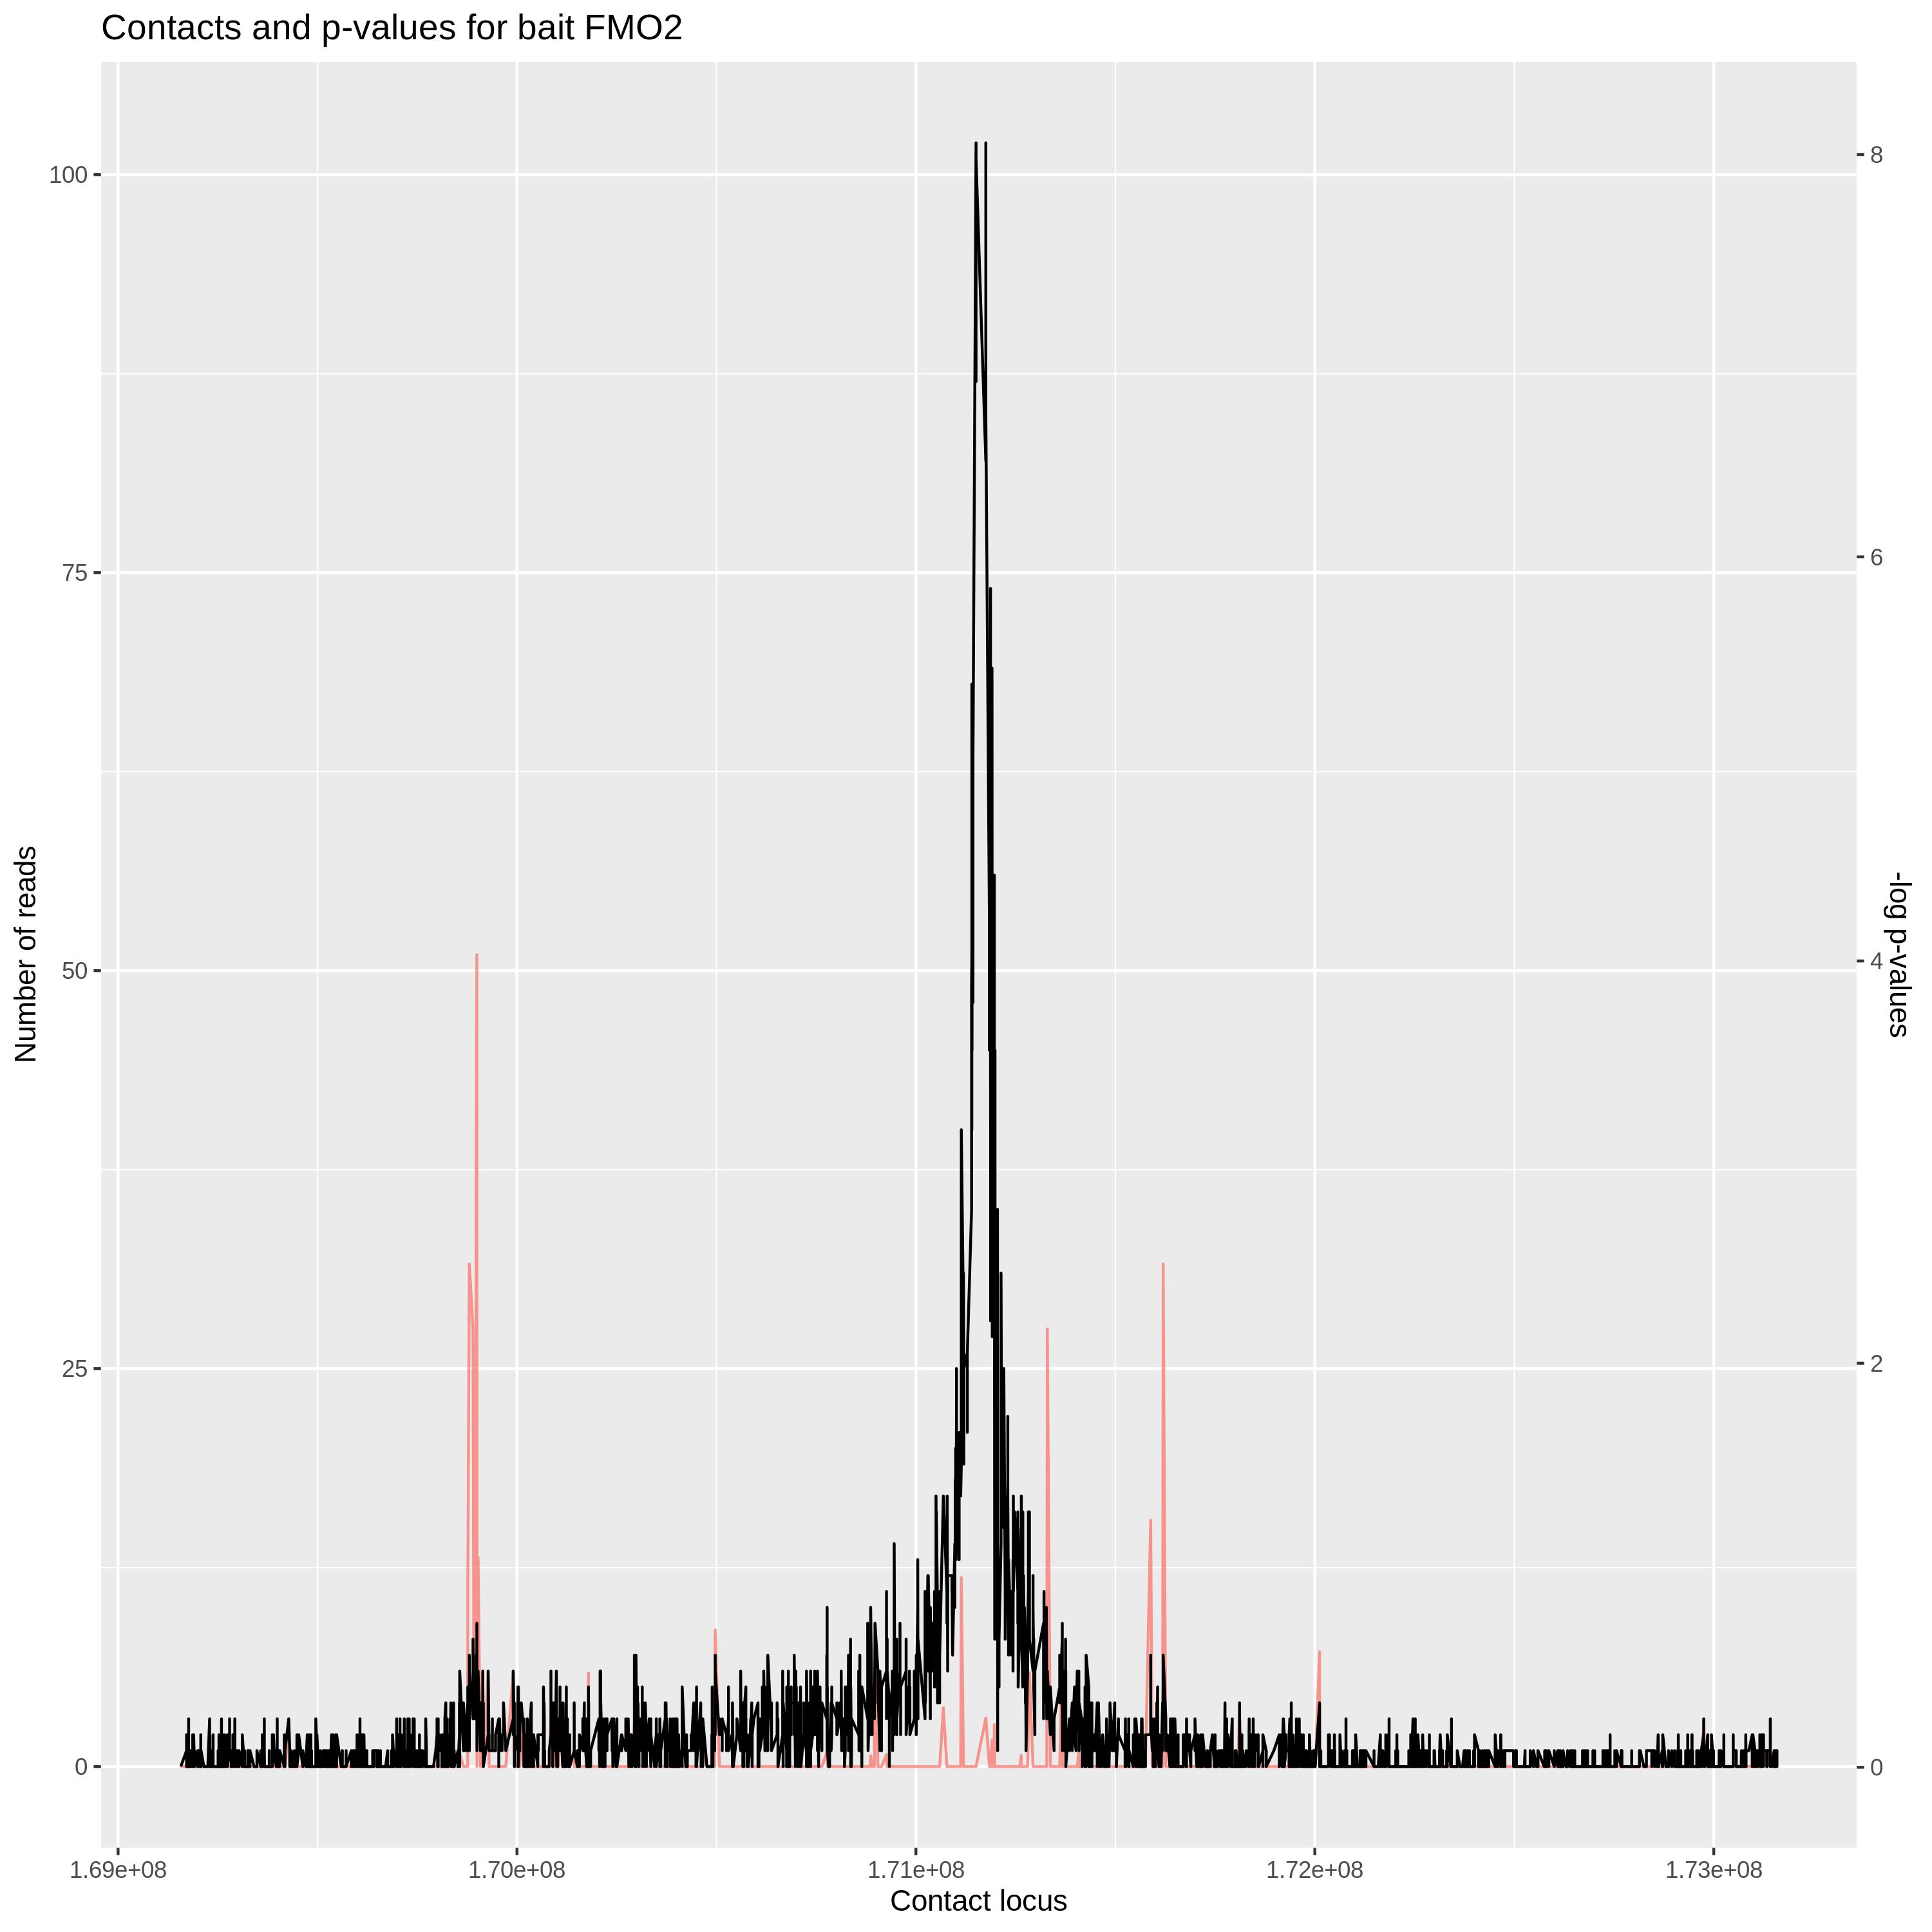 Contacts and p-values for bait FMO2
100
75
50
25
0
Number of reads
8
6
4
2
0
-log p-values
1.69e+08
1.70e+08
1.71e+08
1.72e+08
1.73e+08
Contact locus